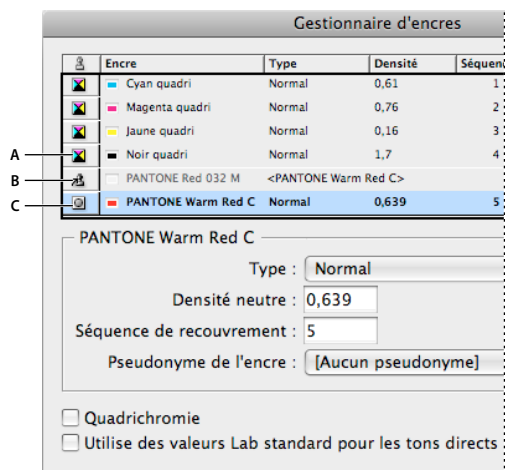 Gestionnaire d'encres
Encre Type Densité Séquen
Cyan quadri Normal 0,61 1
Magenta quadri Normal 0,76 2
Jaune quadri Normal 0,16 3
A Noir quadri Normal 1,7 4
B PANTONE Red 032 M <PANTONE Warm Red C>
C PANTONE Warm Red C Normal 0,639 5
PANTONE Warm Red C
Type : Normal
Densité neutre : 0,639
Séquence de recouvrement : 5
Pseudonyme de l'encre : [Aucun pseudonyme]
Quadrichromie
Utilise des valeurs Lab standard pour les tons directs